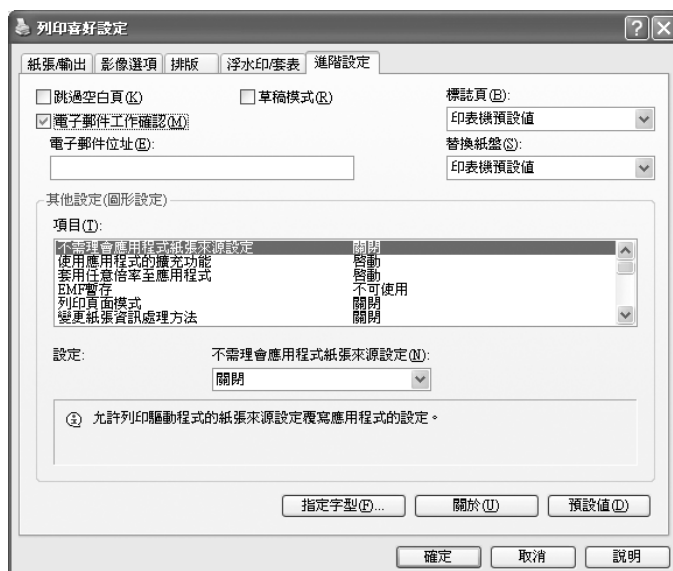 列印喜好設定
紙張/輸出 影像選項 排版 浮水印/套表 進階設定
跳過空白頁(K) 草稿模式(R) 標誌頁(B):
電子郵件工作確認(M) 印表機預設值
電子郵件位址(E): 替換紙盤(S):
印表機預設值
其他設定(圖形設定)
項目(T):
不需理會應用程式紙張來源設定 關閉
使用應用程式的擴充功能 啓動
套用任意倍率至應用程式 啓動
EMF暫存 不可使用
列印頁面模式 關閉
變更紙張資訊處理方法 關閉
設定: 不需理會應用程式紙張來源設定(N):
關閉
允許列印驅動程式的紙張來源設定覆寫應用程式的設定。
指定字型(F)... 關於(U) 預設值(D)
確定 取消 說明